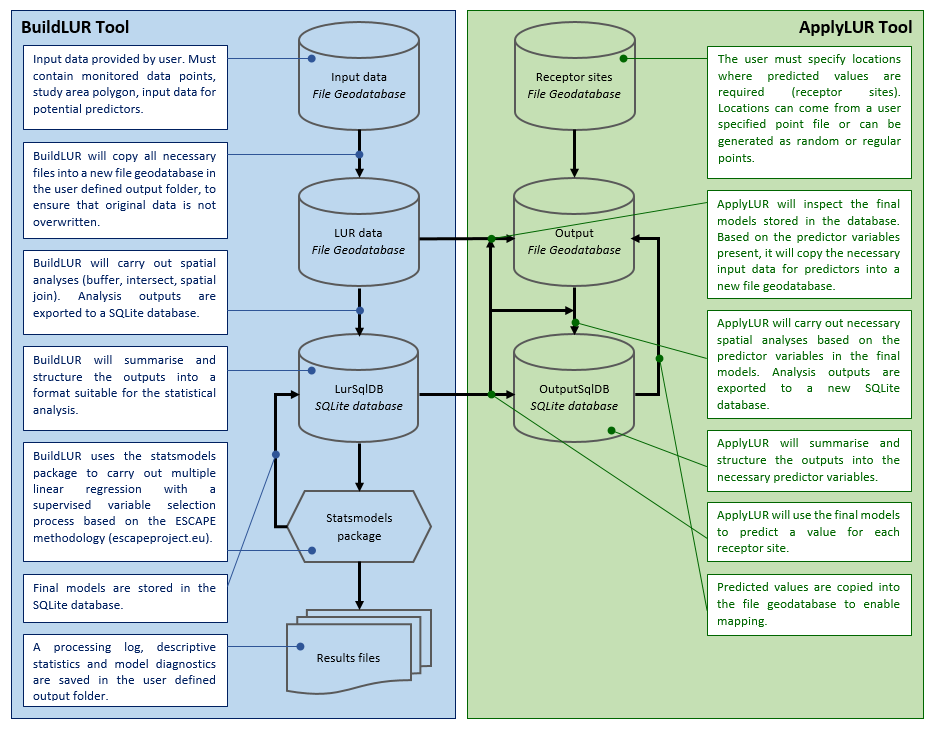 BuildLUR Tool
Input data provided by user. Must
contain monitored data points,
study area polygon, input data for
potential predictors.
BuildLUR will copy all necessary
files into a new file geodatabase in
the user defined output folder, to
ensure that original data is not
overwritten.
BuildLUR will carry out spatial
analyses (buffer, intersect, spatial
join). Analysis outputs are
exported to a SQLite database.
BuildLUR will summarise and
structure the outputs into a
format suitable for the statistical
analysis.
BuildLUR uses the statsmodels
package to carry out multiple
linear regression with a
supervised variable selection
process based on the ESCAPE
methodology (escapeproject.eu).
Final models are stored in the
SQLite database.
A processing log, descriptive
statistics and model diagnostics
are saved in the user defined
output folder.
Input data
File Geodatabase
LUR data
File Geodatabase
LurSqlDB
SQLite database
Statsmodels
package
Results files
ApplyLUR Tool
Receptor sites
File Geodatabase
Output
File Geodatabase
OutputSqlDB
SQLite database
The user must specify locations
where predicted values are
required (receptor sites).
Locations can come from a user
specified point file or can be
generated as random or regular
points.
ApplyLUR will inspect the final
models stored in the database.
Based on the predictor variables
present, it will copy the necessary
input data for predictors into a
new file geodatabase.
ApplyLUR will carry out necessary
spatial analyses based on the
predictor variables in the final
models. Analysis outputs are
exported to a new SQLite
database.
ApplyLUR will summarise and
structure the outputs into the
necessary predictor variables.
ApplyLUR will use the final models
to predict a value for each
receptor site.
Predicted values are copied into
the file geodatabase to enable
mapping.